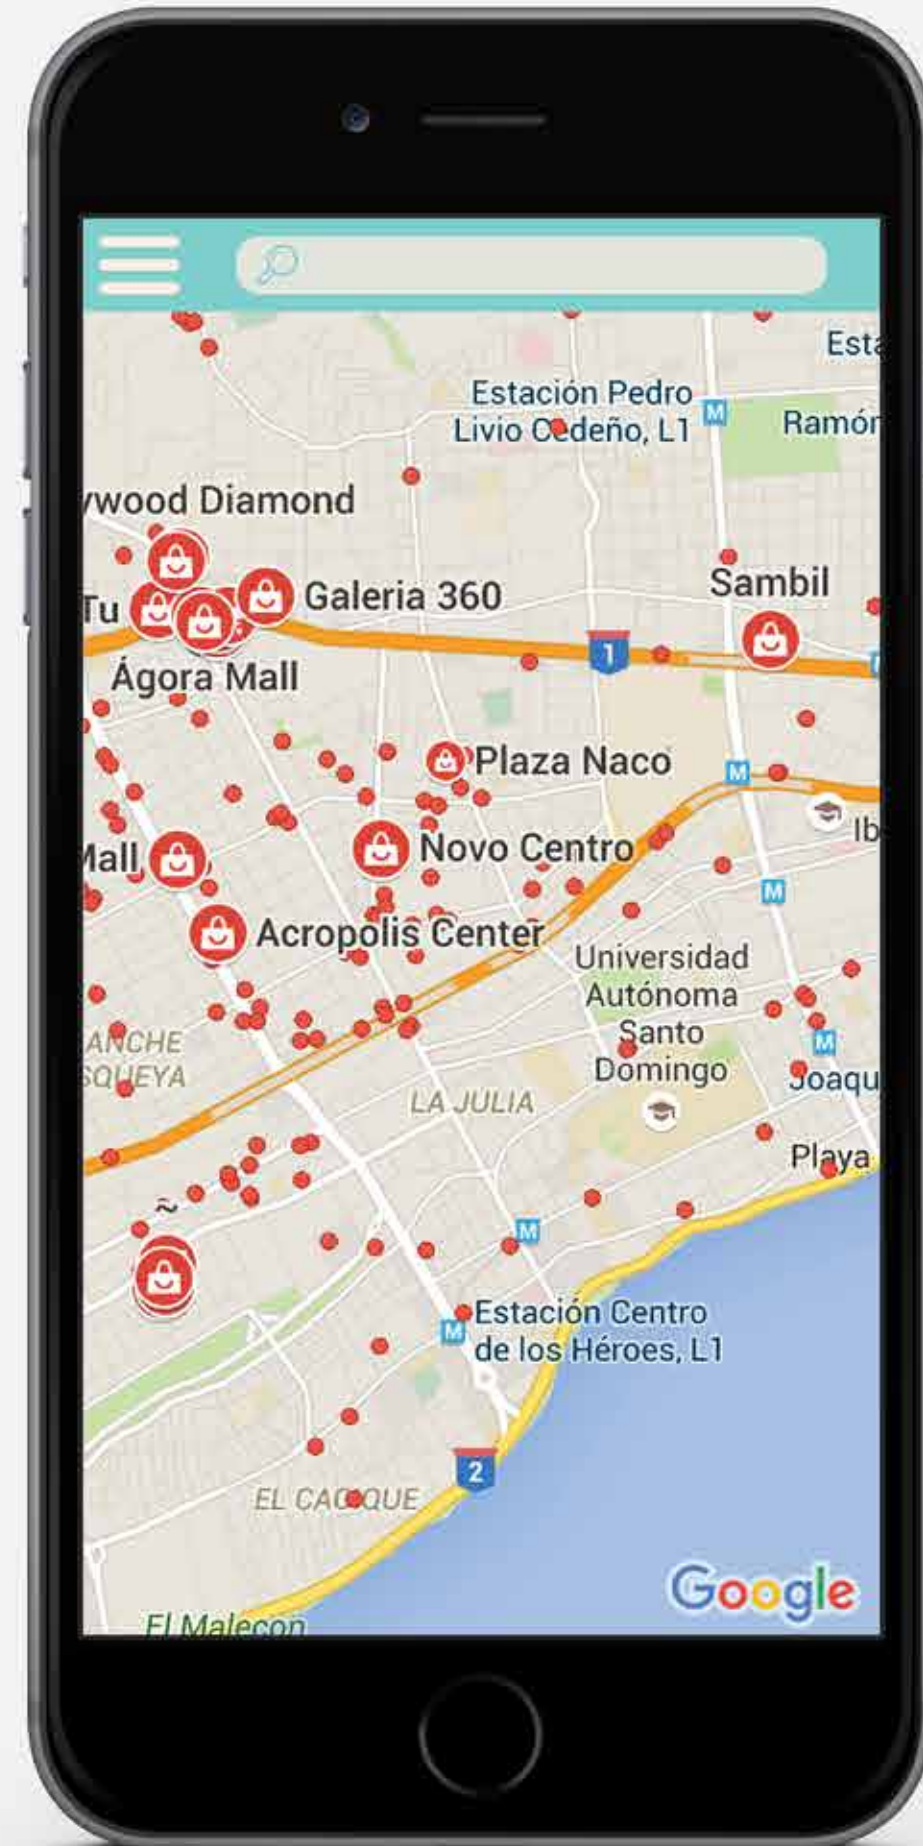 Esta
Estación Pedro
Livio Cedeño, L1
Ramón
ywood Diamond
Sambil
Galeria 360
Tu
1
Ágora Mall
Plaza Naco
Mall
Novo Centro
Ib
Acropolis Center
Universidad
Autónoma
Santo
Domingo
ANCHE
SQUEYA
Joaqu
LA JULIA
Playa
Estación Centro
de los Héroes, L1
2
EL CACIQUE
Google
El Malecon
M
M
M
M
M
M